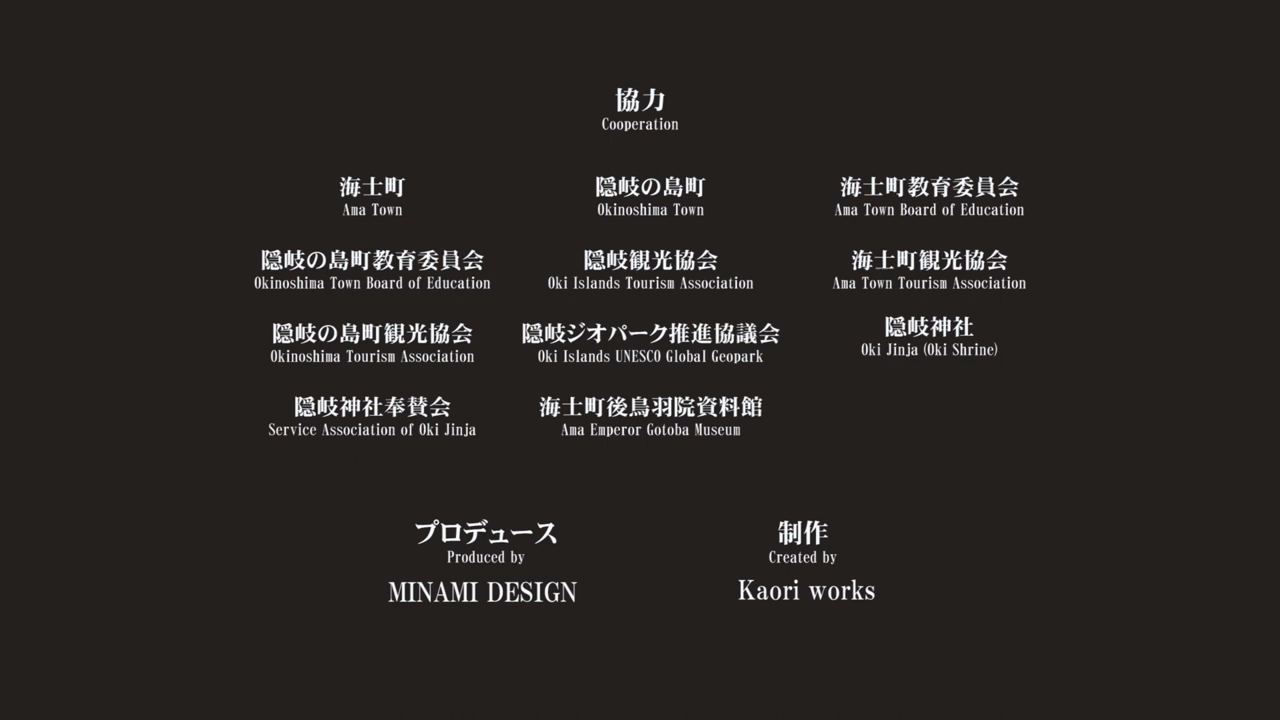 協力
Cooperation
海士町
Ama Town
隠岐の島町
Okinoshima Town
海士町教育委員会
Ama Town Board of Education
隠岐の島町教育委員会
Okinoshima Town Board of Education
隠岐観光協会
Oki Islands Tourism Association
海士町観光協会
Ama Town Tourism Association
隠岐の島町観光協会
Okinoshima Tourism Association
隠岐ジオパーク推進協議会
Oki Islands UNESCO Global Geopark
隠岐神社
Oki Jinja (Oki Shrine)
隠岐神社奉賛会
Service Association of Oki Jinja
海士町後鳥羽院資料館
Ama Emperor Gotoba Museum
プロデュース
Produced by
MINAMI DESIGN
制作
Created by
Kaori works